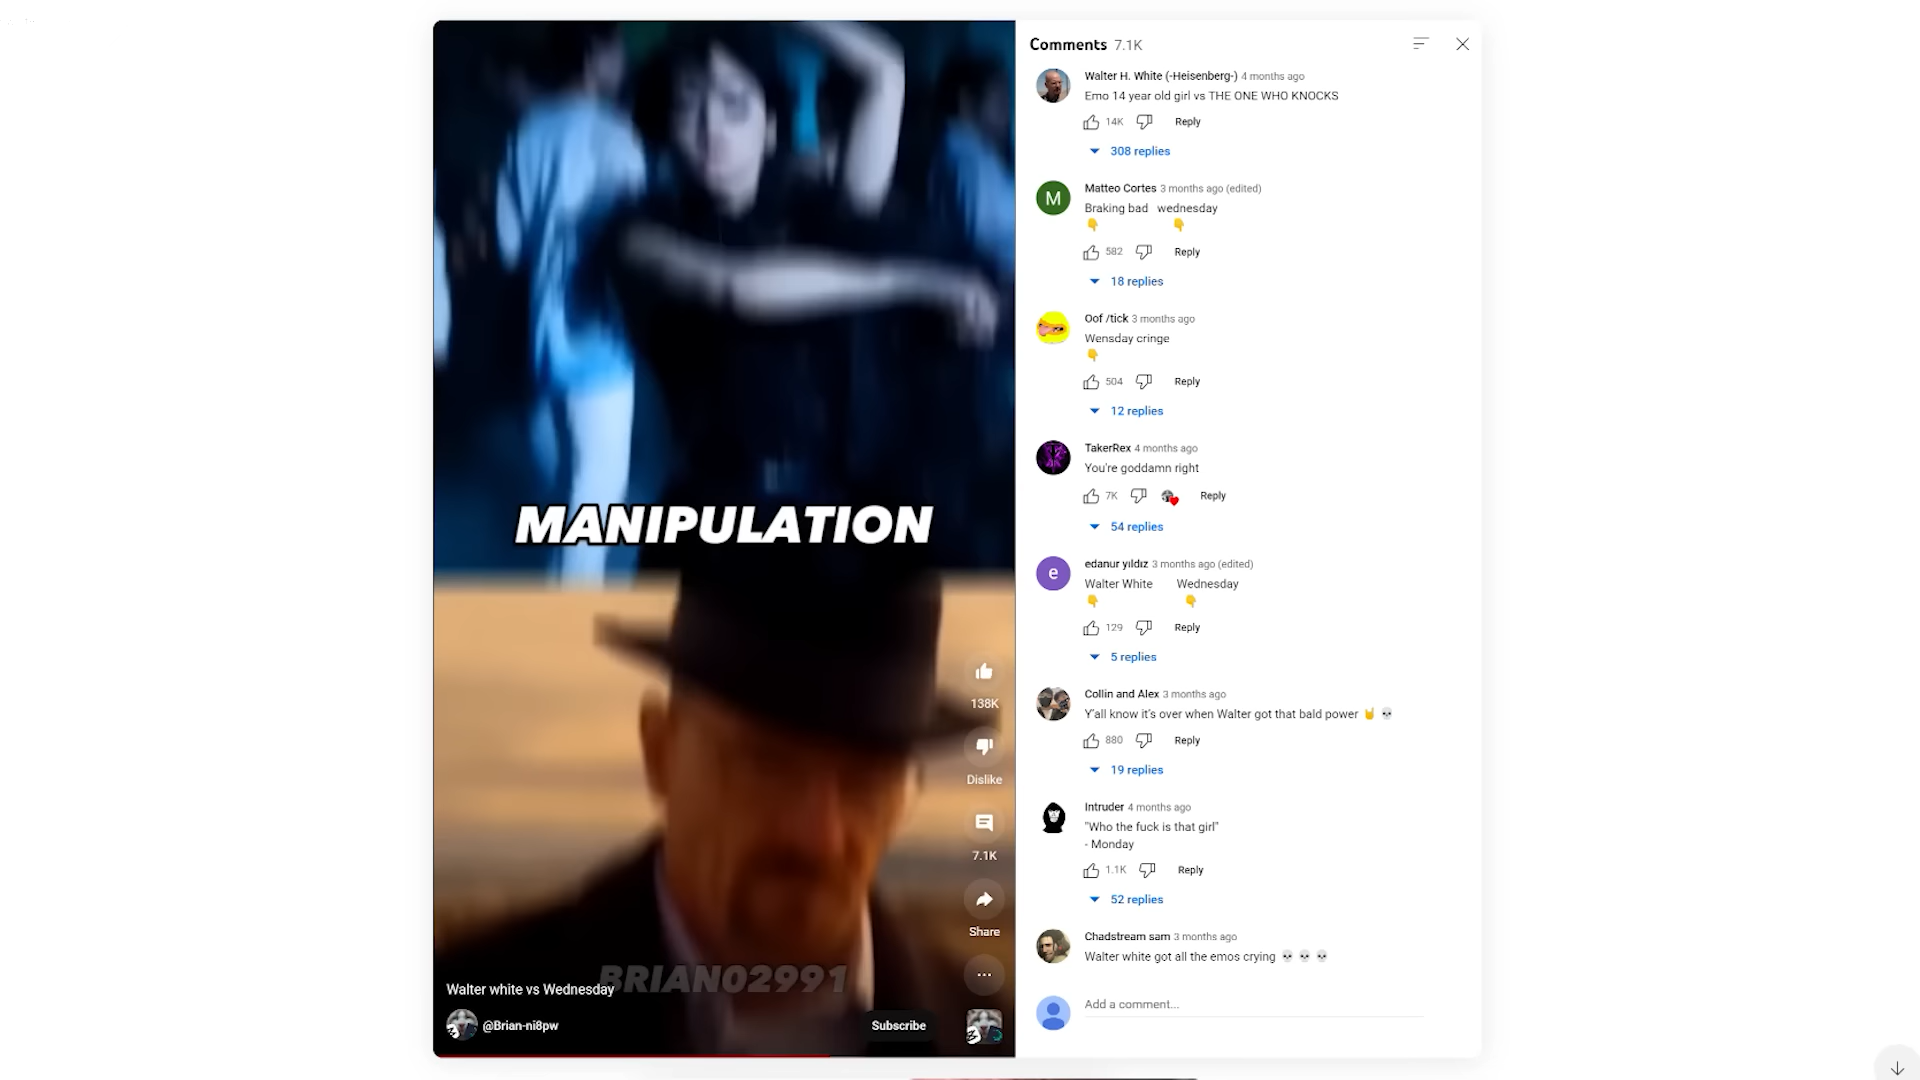 MANIPULATION
138K
Dislike
7.1K
Share
BRIAN02991
Walter white vs Wednesday
@Brian-ni8pw
Subscribe
Comments 7.1K
Walter H. White (-Heisenberg-) 4 months ago
Emo 14 year old girl vs THE ONE WHO KNOCKS
14K Reply
308 replies
M
Matteo Cortes 3 months ago (edited)
Braking bad wednesday
👇 👇
582 Reply
18 replies
Oof /tick 3 months ago
Wensday cringe
👇
504 Reply
12 replies
TakerRex 4 months ago
You're goddamn right
7K Reply
54 replies
e
edanur yıldız 3 months ago (edited)
Walter White Wednesday
👇 👇
129 Reply
5 replies
Collin and Alex 3 months ago
Y'all know it's over when Walter got that bald power 🤘 💀
880 Reply
19 replies
Intruder 4 months ago
"Who the fuck is that girl"
- Monday
1.1K Reply
52 replies
Chadstream sam 3 months ago
Walter white got all the emos crying 💀 💀 💀
Add a comment...